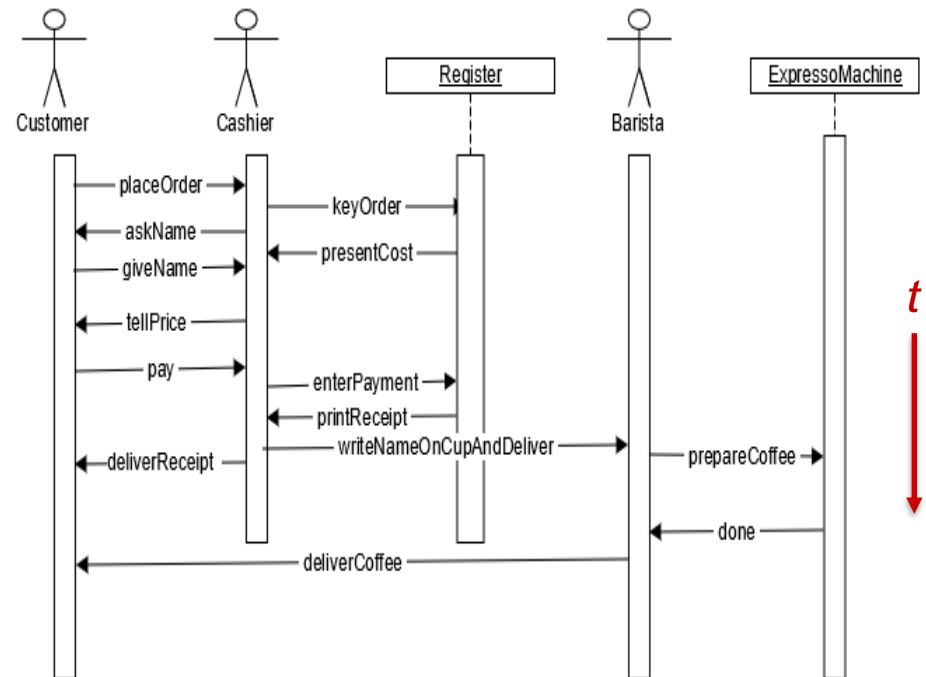 Register
ExpressoMachine
Customer
Cashier
Barista
placeOrder
keyOrder
askName
presentCost
giveName
t
tellPrice
pay
enterPayment
printReceipt
writeNameOnCupAndDeliver
deliverReceipt
prepareCoffee
done
deliverCoffee